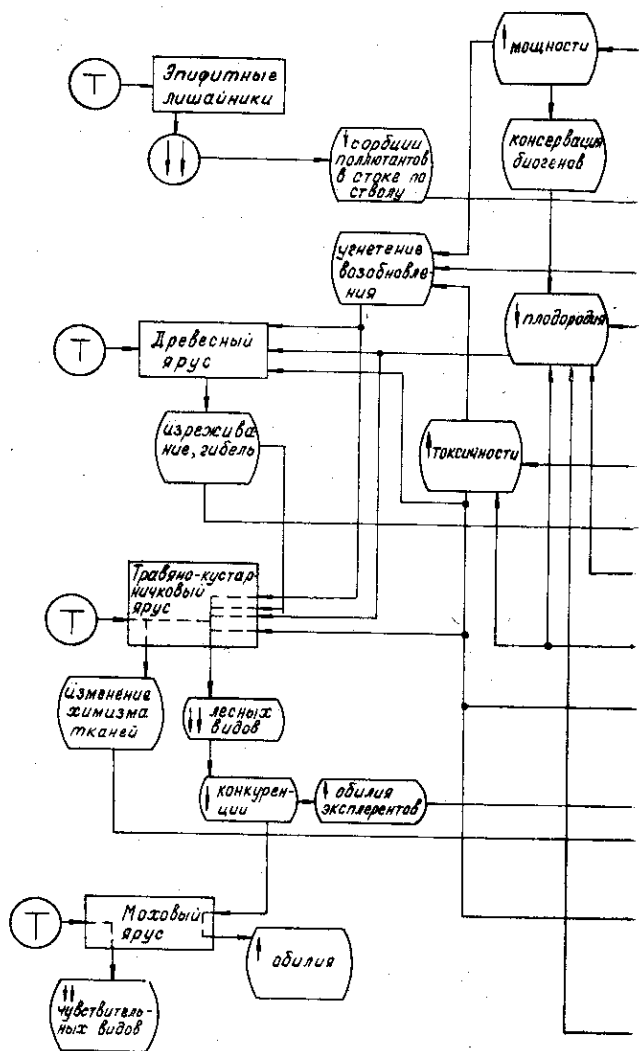 ↑
мощности
Т
Эпифитные
лишайники
↓↓
↓ сорбции
поллютантов
в стоке по
стволу
консервация
биогенов
угнетение
возобновле-
ния
↓ плодородия
Т
Древесный
ярус
изрежива
ние, гибель
↑ токсичности
Травяно-кустар-
ничковый
ярус
Т
изменение
химизма
тканей
↓↓ лесных
видов
↓ конкурен-
ции
↑ обилия
эксплерентов
Т
Моховый
ярус
↑ обилия
↑↑
чувствитель-
ных видов